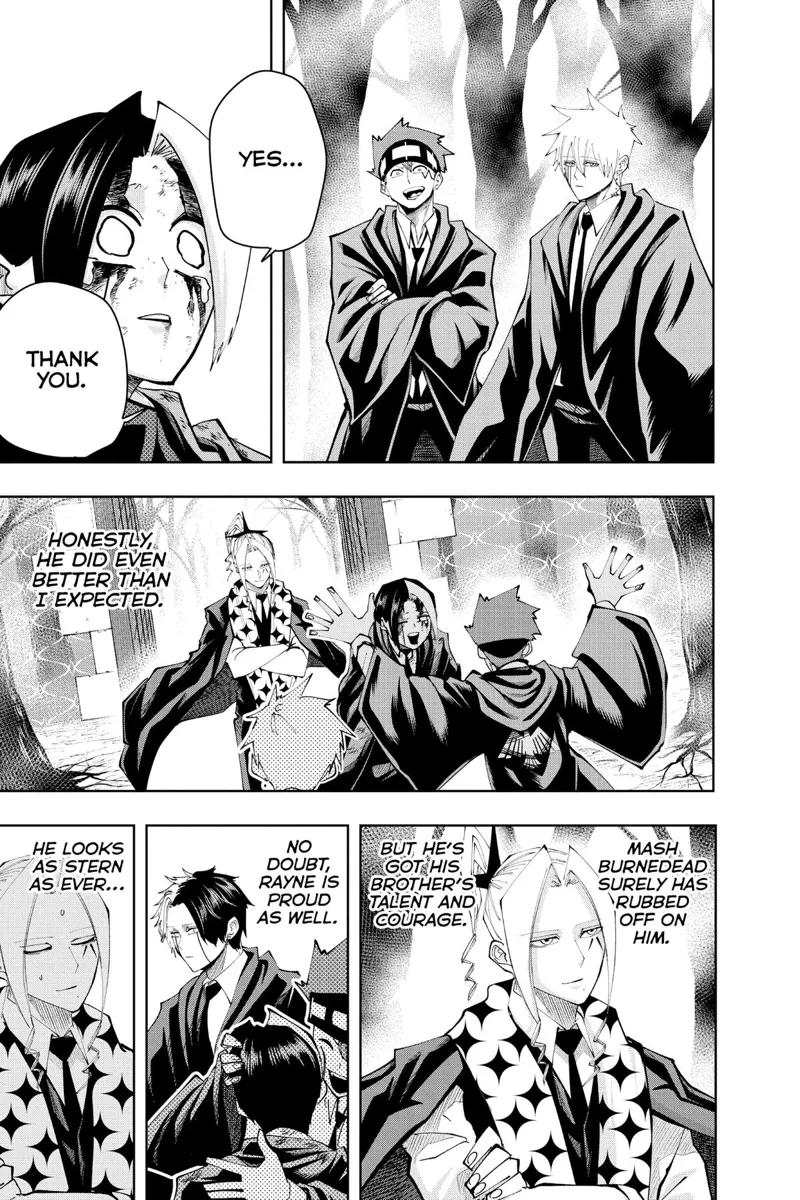 YES...
THANK
YOU.
HONESTLY,
HE DID EVEN
BETTER THAN
I EXPECTED.
MASH
BURNEDEAD
SURELY HAS
RUBBED
OFF ON
HIM.
BUT HE'S
GOT HIS
BROTHER'S
TALENT AND
COURAGE.
NO
DOUBT,
RAYNE IS
PROUD
AS WELL.
HE LOOKS
AS STERN
AS EVER...